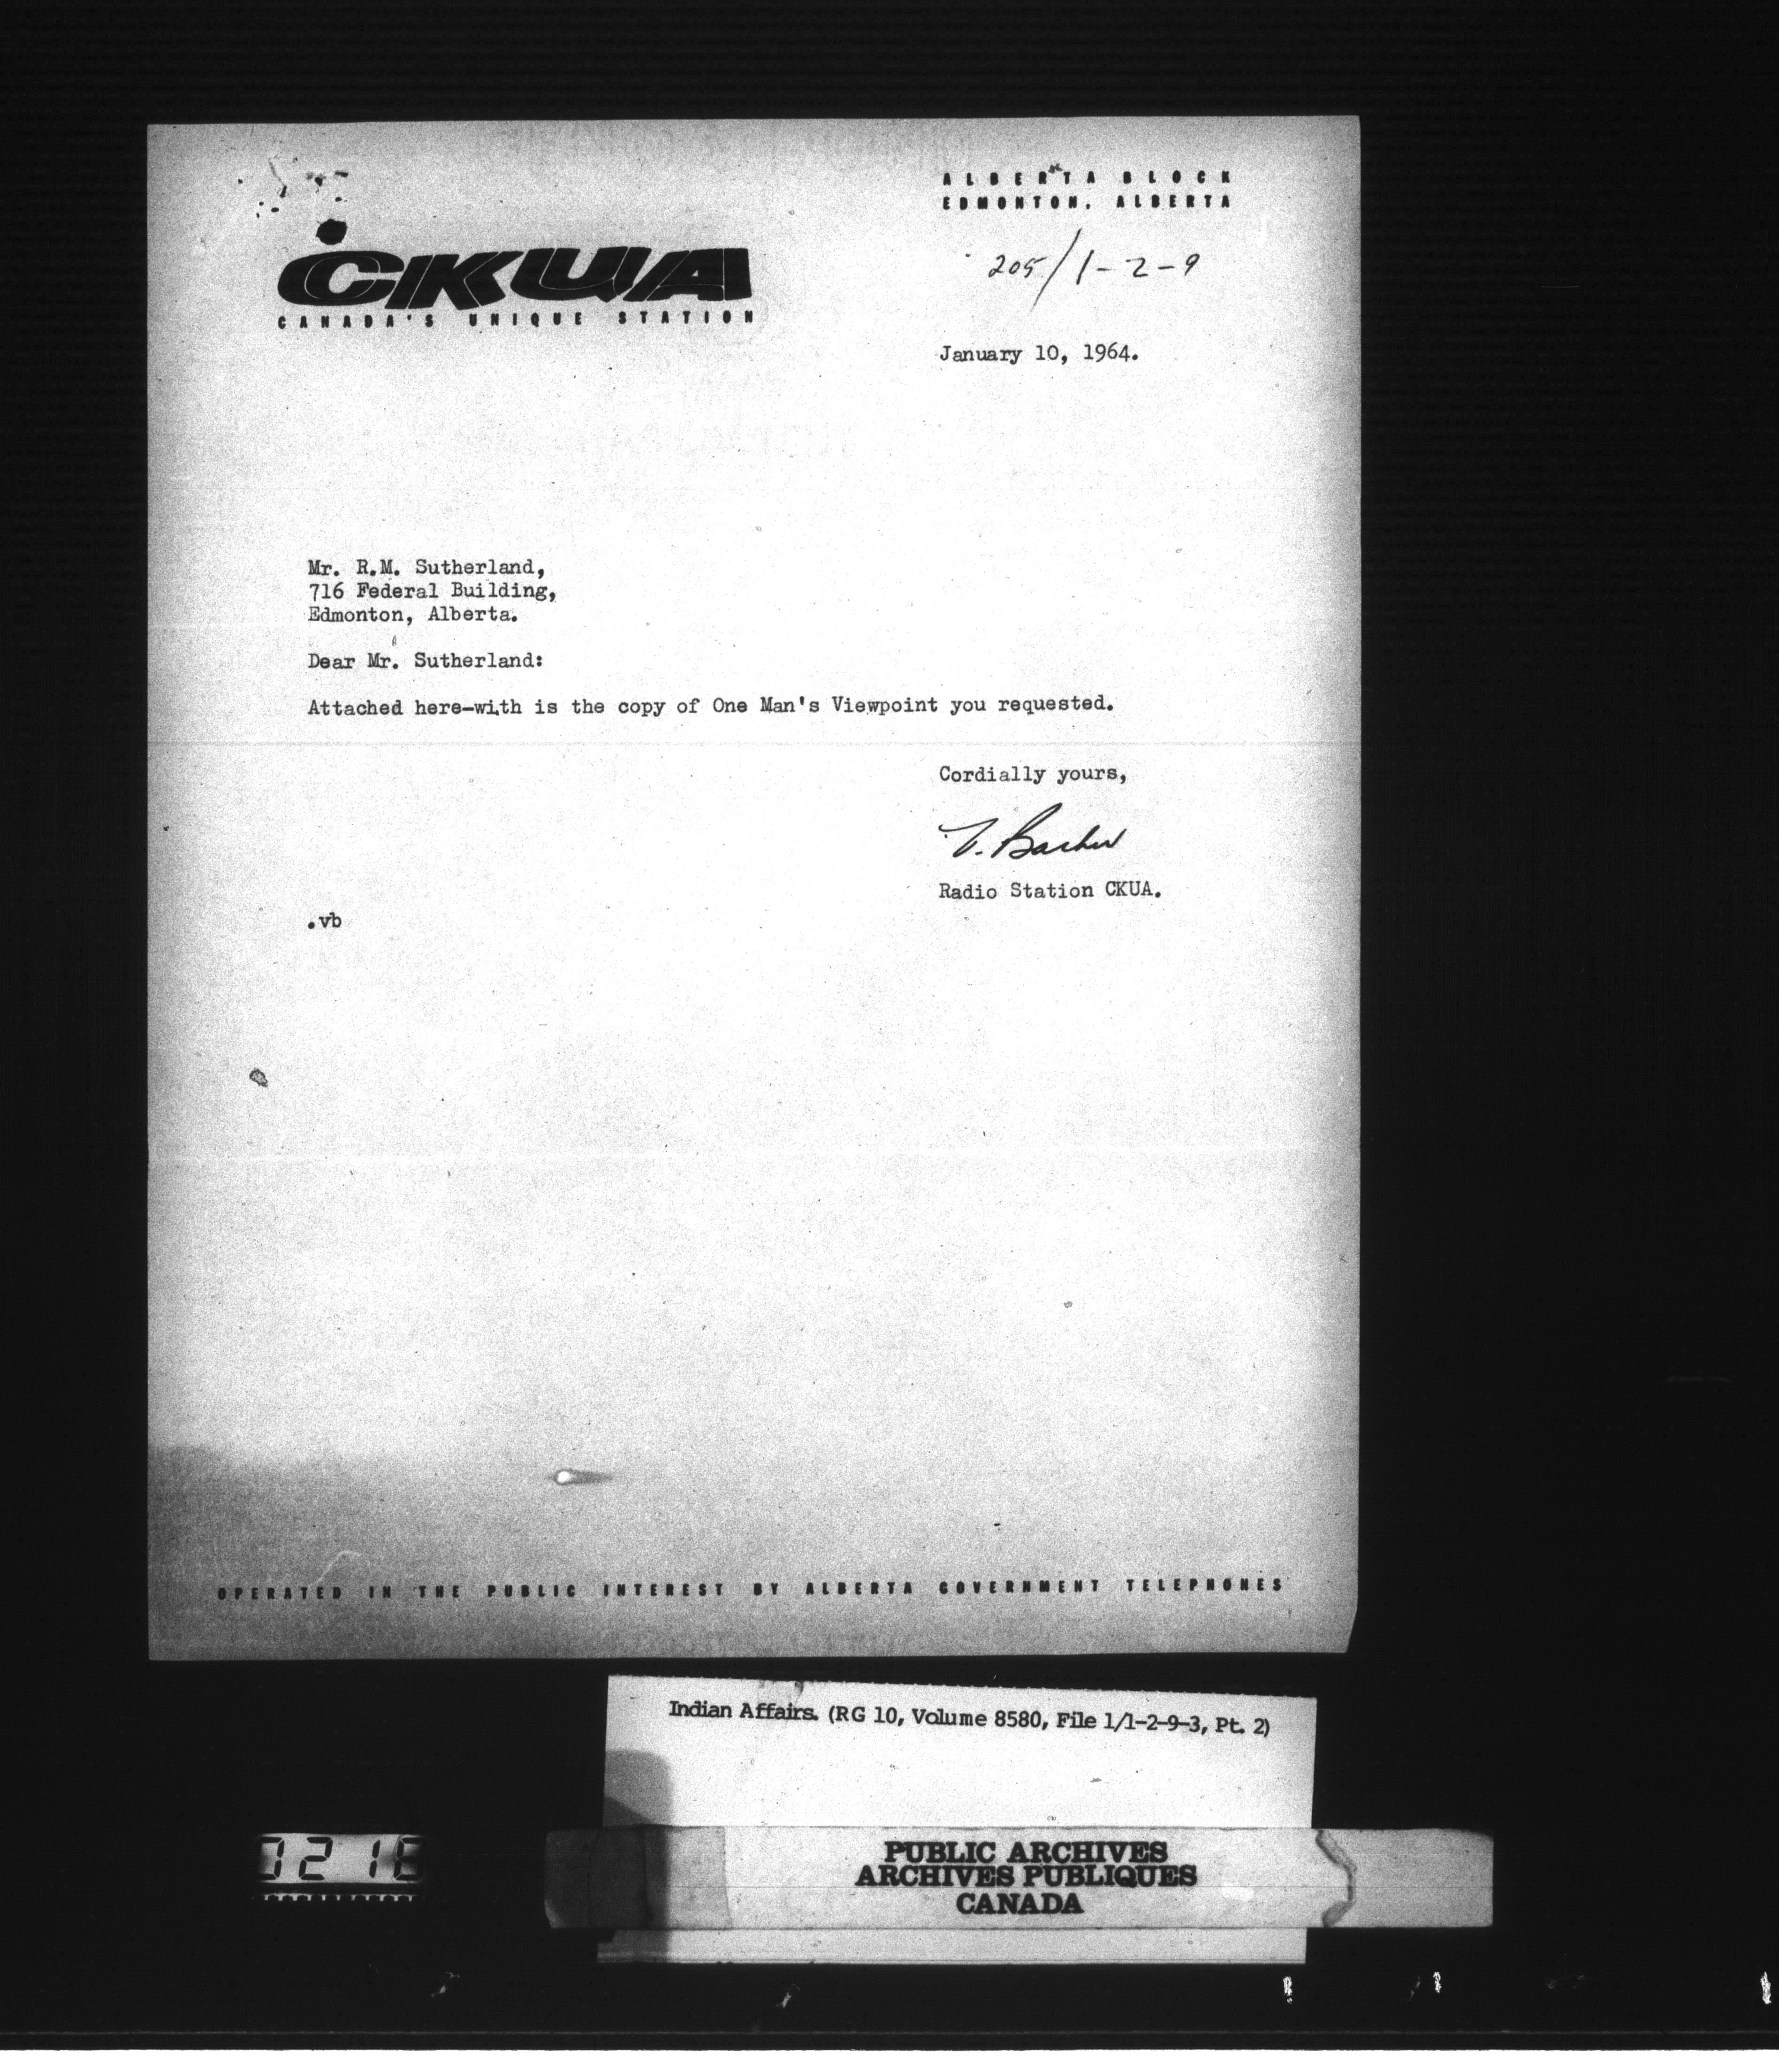 ALBERTA BLOCK
EDMONTON, ALBERTA
CKUA
CANADA'S UNIQUE STATION
205/1-2-9
January 10, 1964.
Mr. R.M. Sutherland,
716 Federal Building,
Edmonton, Alberta.
Dear Mr. Sutherland:
Attached here-with is the copy of One Man's Viewpoint you requested.
Cordially yours,
V. Barber
Radio Station CKUA.
.vb
OPERATED IN THE PUBLIC INTEREST BY ALBERTA GOVERNMENT TELEPHONES
Indian Affairs. (RG 10, Volume 8580, File 1/1-2-9-3, Pt. 2)
PUBLIC ARCHIVES
ARCHIVES PUBLIQUES
CANADA